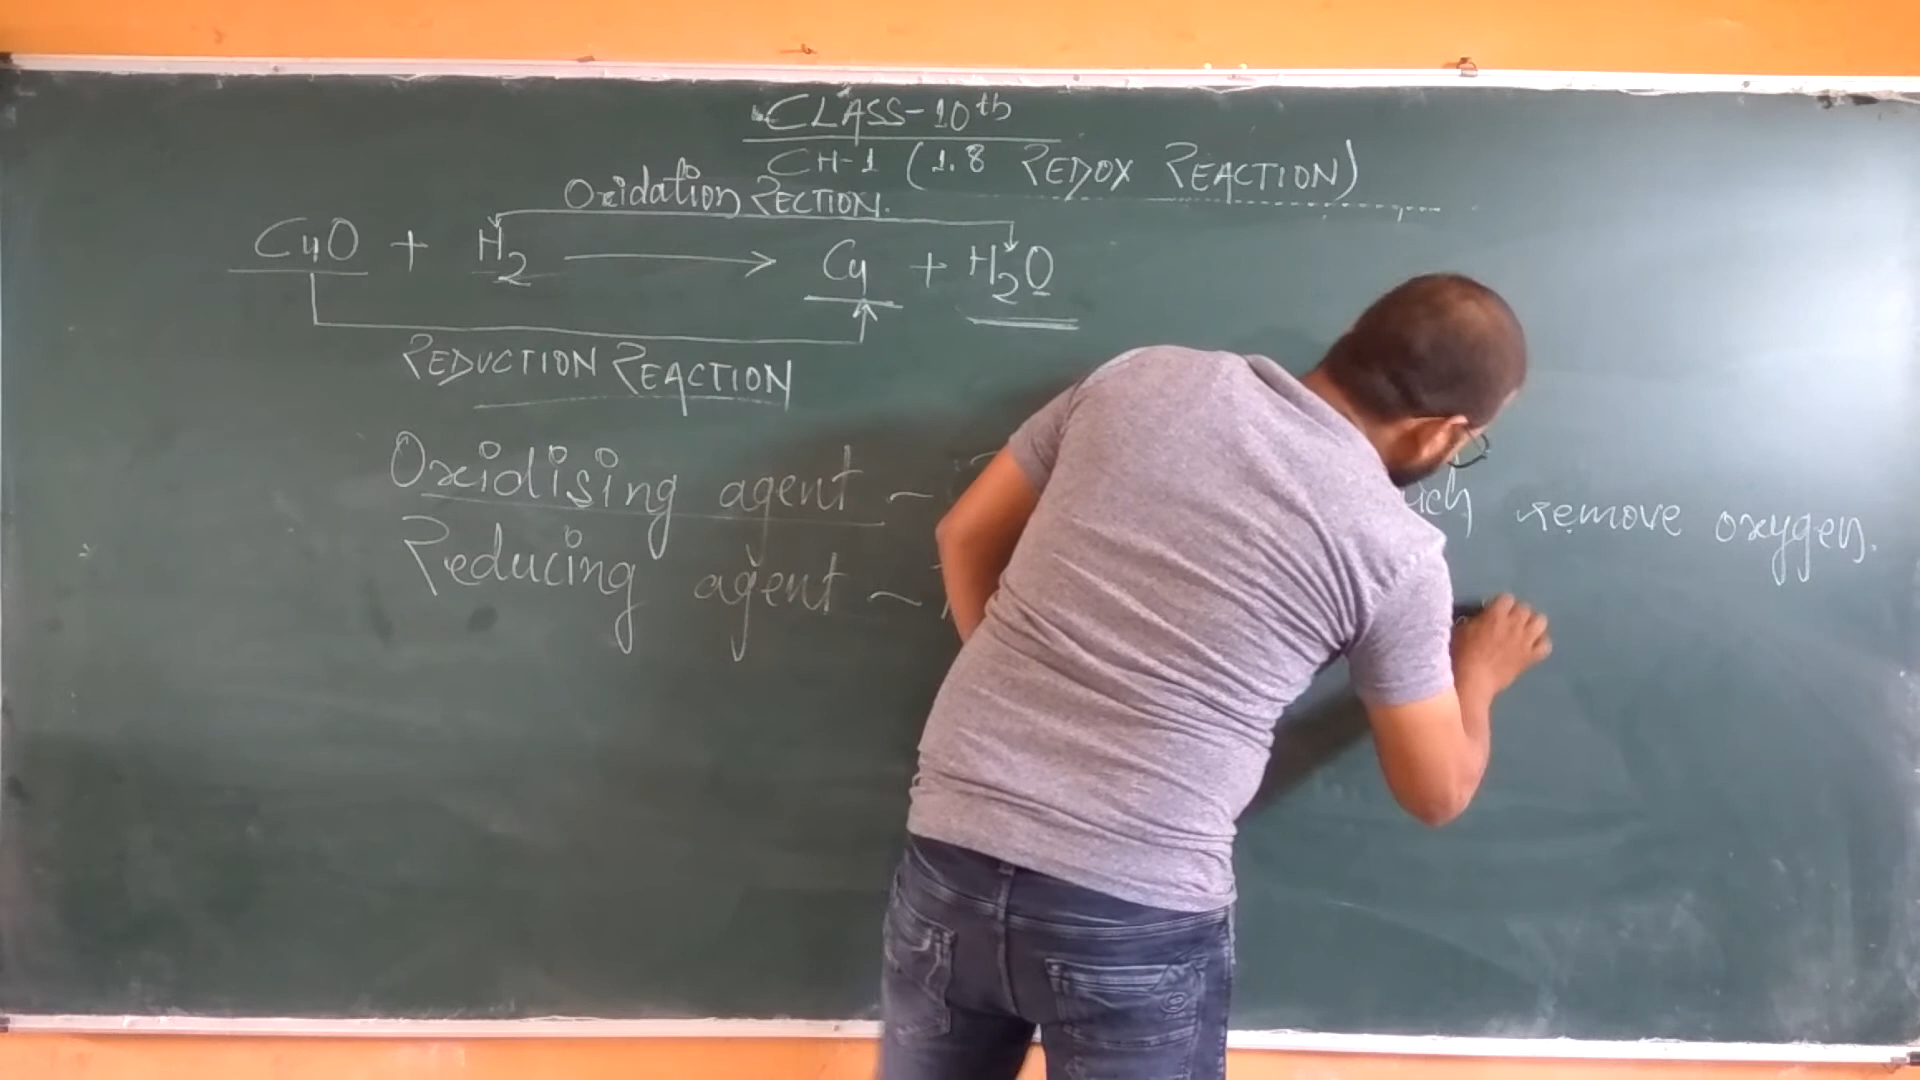 CLASS-10th
CH-1 (1.8 REDOX REACTION)
Oxidation RECTION.
CuO + H2 → Cu + H2O
REDUCTION REACTION
Oxidising agent - remove oxygen.
Reducing agent -